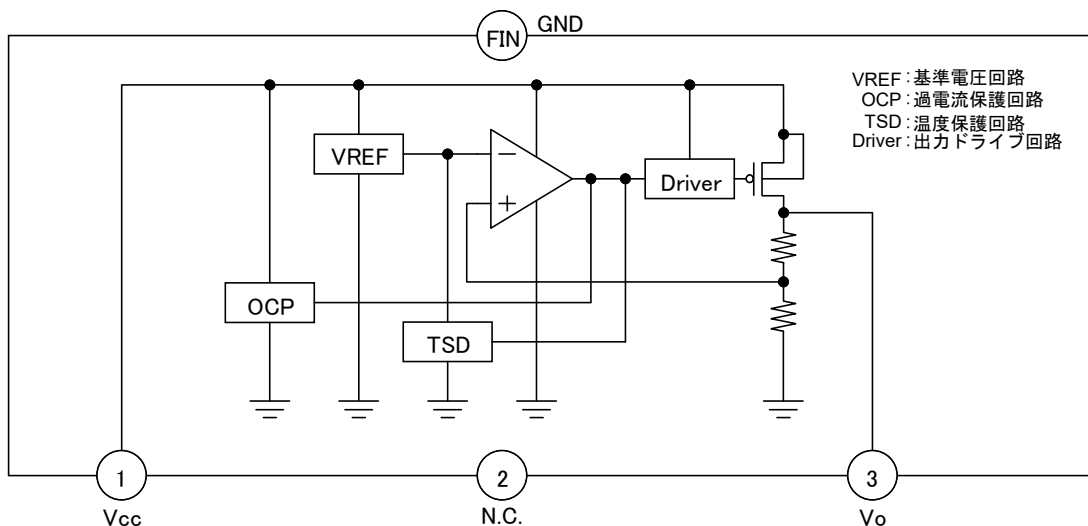 FIN GND
VREF:基準電圧回路
OCP:過電流保護回路
TSD:温度保護回路
Driver:出力ドライブ回路
VREF
−
+
Driver
OCP
TSD
1
2
3
Vcc
N.C.
Vo